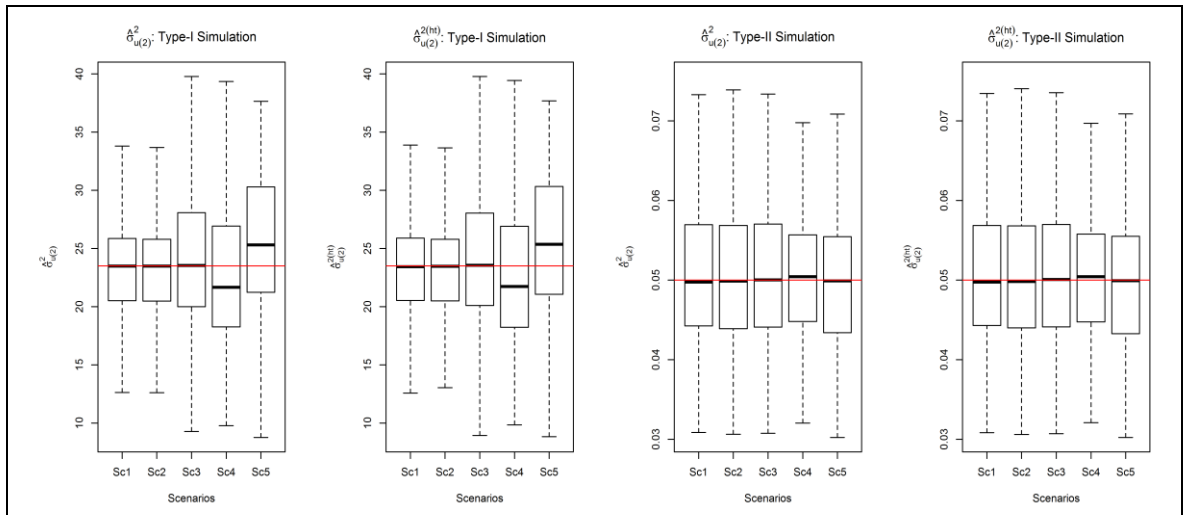 σ̂²u(2): Type-I Simulation
40
35
30
25
20
15
10
σ̂²u(2)
Sc1 Sc2 Sc3 Sc4 Sc5
Scenarios
σ̂²⁽ʰᵗ⁾u(2): Type-I Simulation
40
35
30
25
20
15
10
σ̂²⁽ʰᵗ⁾u(2)
Sc1 Sc2 Sc3 Sc4 Sc5
Scenarios
σ̂²u(2): Type-II Simulation
0.07
0.06
0.05
0.04
0.03
σ̂²u(2)
Sc1 Sc2 Sc3 Sc4 Sc5
Scenarios
σ̂²⁽ʰᵗ⁾u(2): Type-II Simulation
0.07
0.06
0.05
0.04
0.03
σ̂²⁽ʰᵗ⁾u(2)
Sc1 Sc2 Sc3 Sc4 Sc5
Scenarios